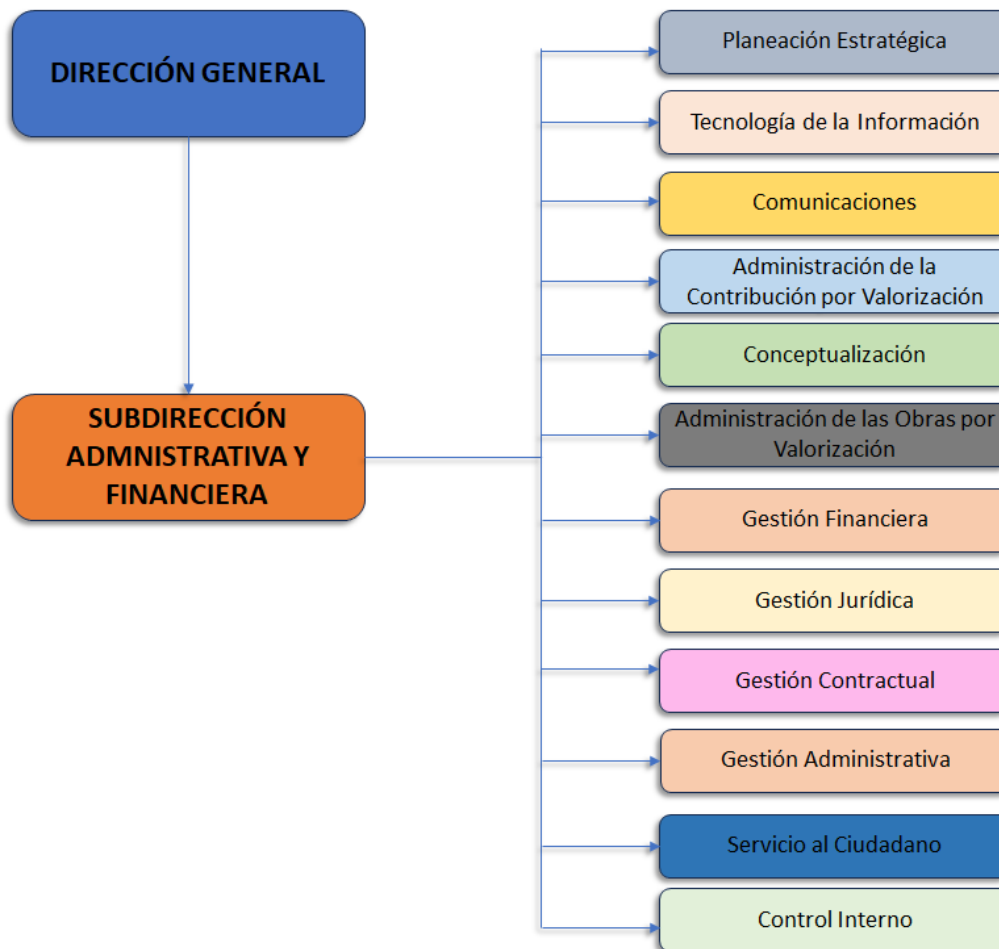 DIRECCIÓN GENERAL
SUBDIRECCIÓN
ADMNISTRATIVA Y
FINANCIERA
Planeación Estratégica
Tecnología de la Información
Comunicaciones
Administración de la
Contribución por Valorización
Conceptualización
Administración de las Obras por
Valorización
Gestión Financiera
Gestión Jurídica
Gestión Contractual
Gestión Administrativa
Servicio al Ciudadano
Control Interno